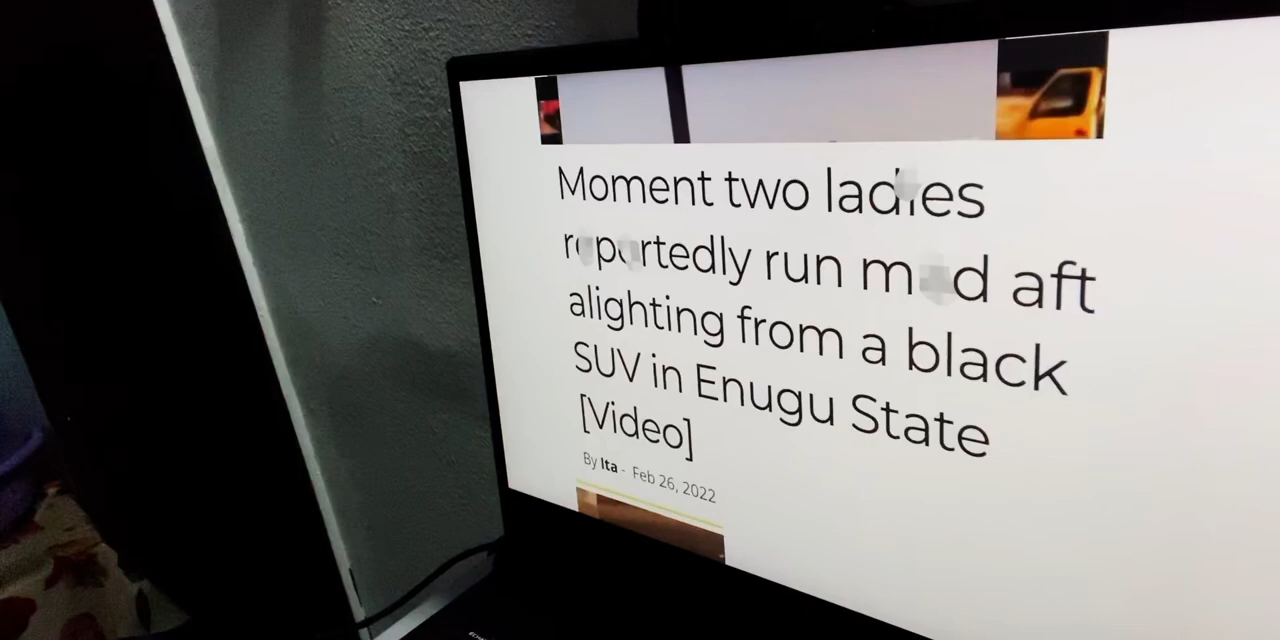 Moment two ladies
reportedly run mad aft
alighting from a black
SUV in Enugu State
[Video]
By Ita - Feb 26, 2022